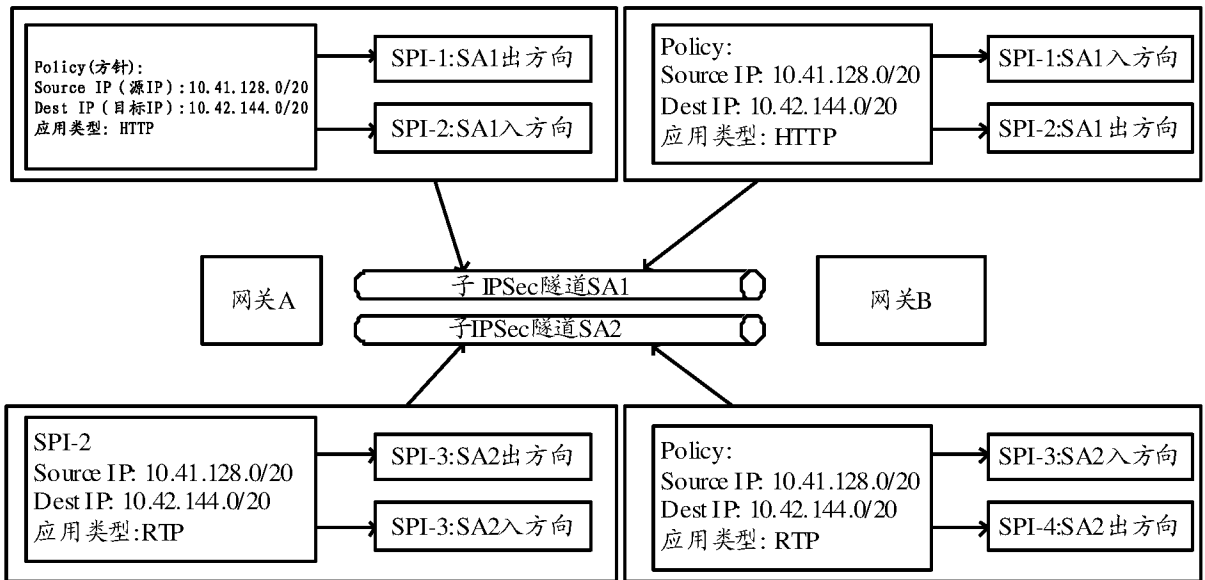 Policy(方针):
Source IP(源IP):10.41.128.0/20
Dest IP(目标IP):10.42.144.0/20
应用类型: HTTP
SPI-1:SA1出方向
SPI-2:SA1入方向
Policy:
Source IP: 10.41.128.0/20
Dest IP: 10.42.144.0/20
应用类型: HTTP
SPI-1:SA1入方向
SPI-2:SA1出方向
网关A
子 IPSec隧道SA1
子IPSec隧道SA2
网关B
SPI-2
Source IP: 10.41.128.0/20
Dest IP: 10.42.144.0/20
应用类型:RTP
SPI-3:SA2出方向
SPI-3:SA2入方向
Policy:
Source IP: 10.41.128.0/20
Dest IP: 10.42.144.0/20
应用类型: RTP
SPI-3:SA2入方向
SPI-4:SA2出方向